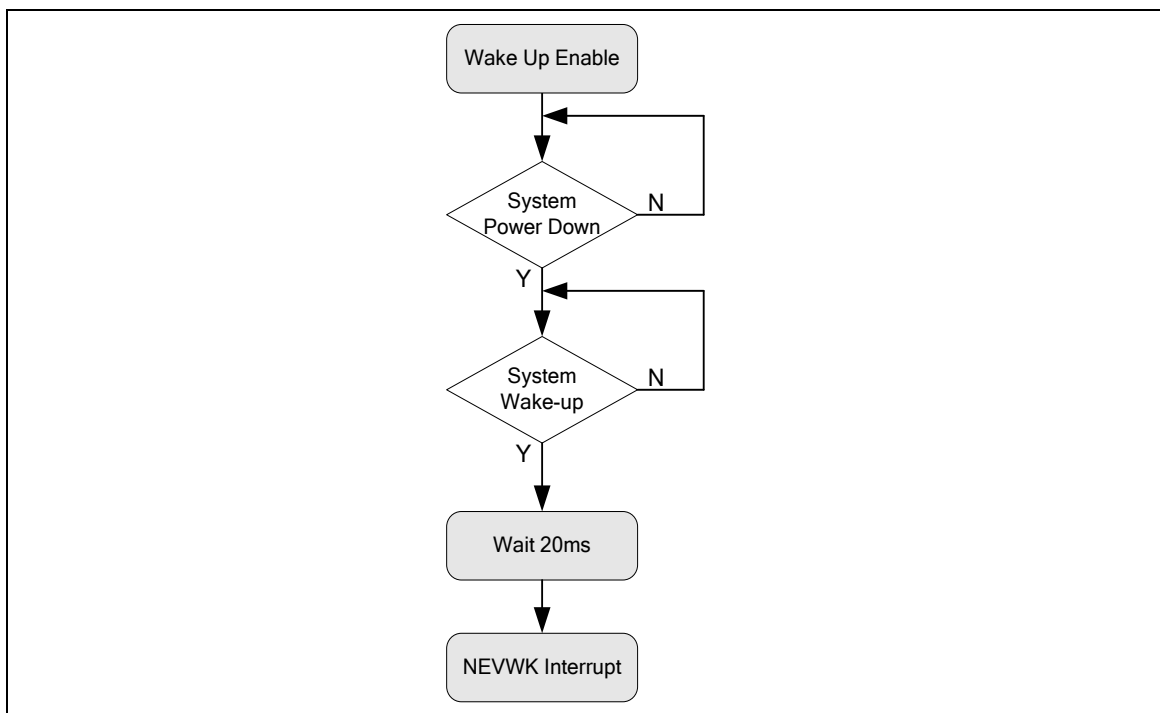 Wake Up Enable
System
Power Down
N
Y
System
Wake-up
N
Y
Wait 20ms
NEVWK Interrupt